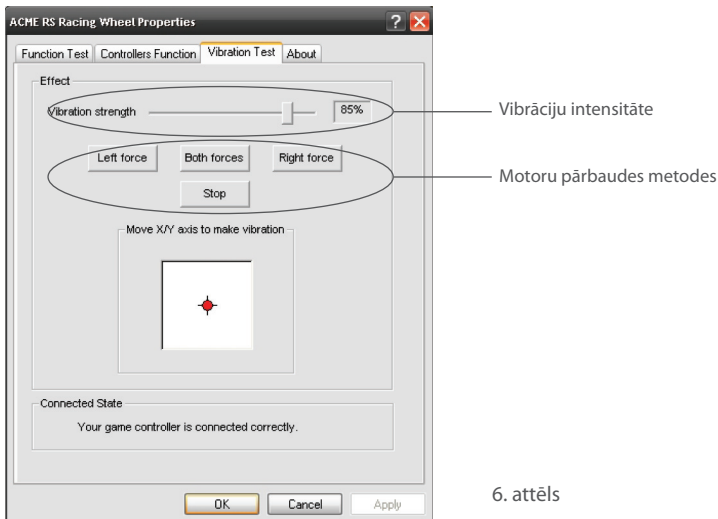 ACME RS Racing Wheel Properties
Function Test Controllers Function Vibration Test About
Effect
Vibration strength 85%
Vibrāciju intensitāte
Left force Both forces Right force
Motoru pārbaudes metodes
Stop
Move X/Y axis to make vibration
Connected State
Your game controller is connected correctly.
OK Cancel Apply
6. attēls